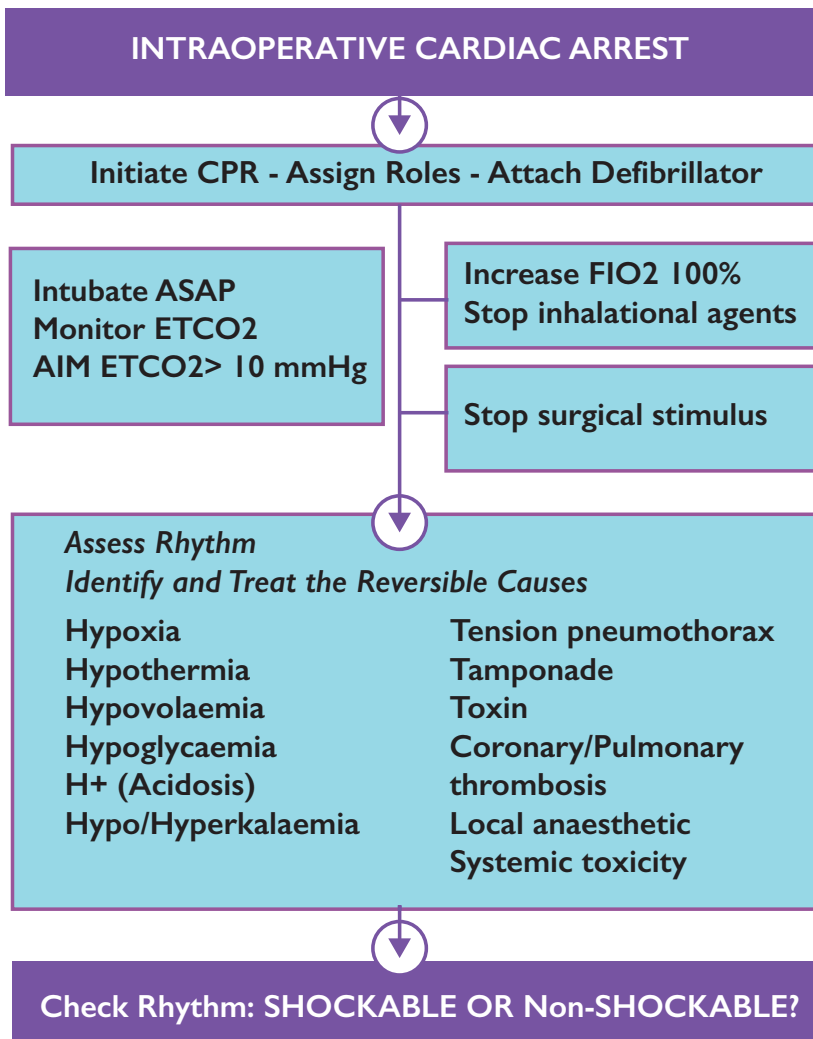 INTRAOPERATIVE CARDIAC ARREST
Initiate CPR - Assign Roles - Attach Defibrillator
Intubate ASAP
Monitor ETCO2
AIM ETCO2> 10 mmHg
Increase FIO2 100%
Stop inhalational agents
Stop surgical stimulus
Assess Rhythm
Identify and Treat the Reversible Causes
Hypoxia
Hypothermia
Hypovolaemia
Hypoglycaemia
H+ (Acidosis)
Hypo/Hyperkalaemia
Tension pneumothorax
Tamponade
Toxin
Coronary/Pulmonary
thrombosis
Local anaesthetic
Systemic toxicity
Check Rhythm: SHOCKABLE OR Non-SHOCKABLE?